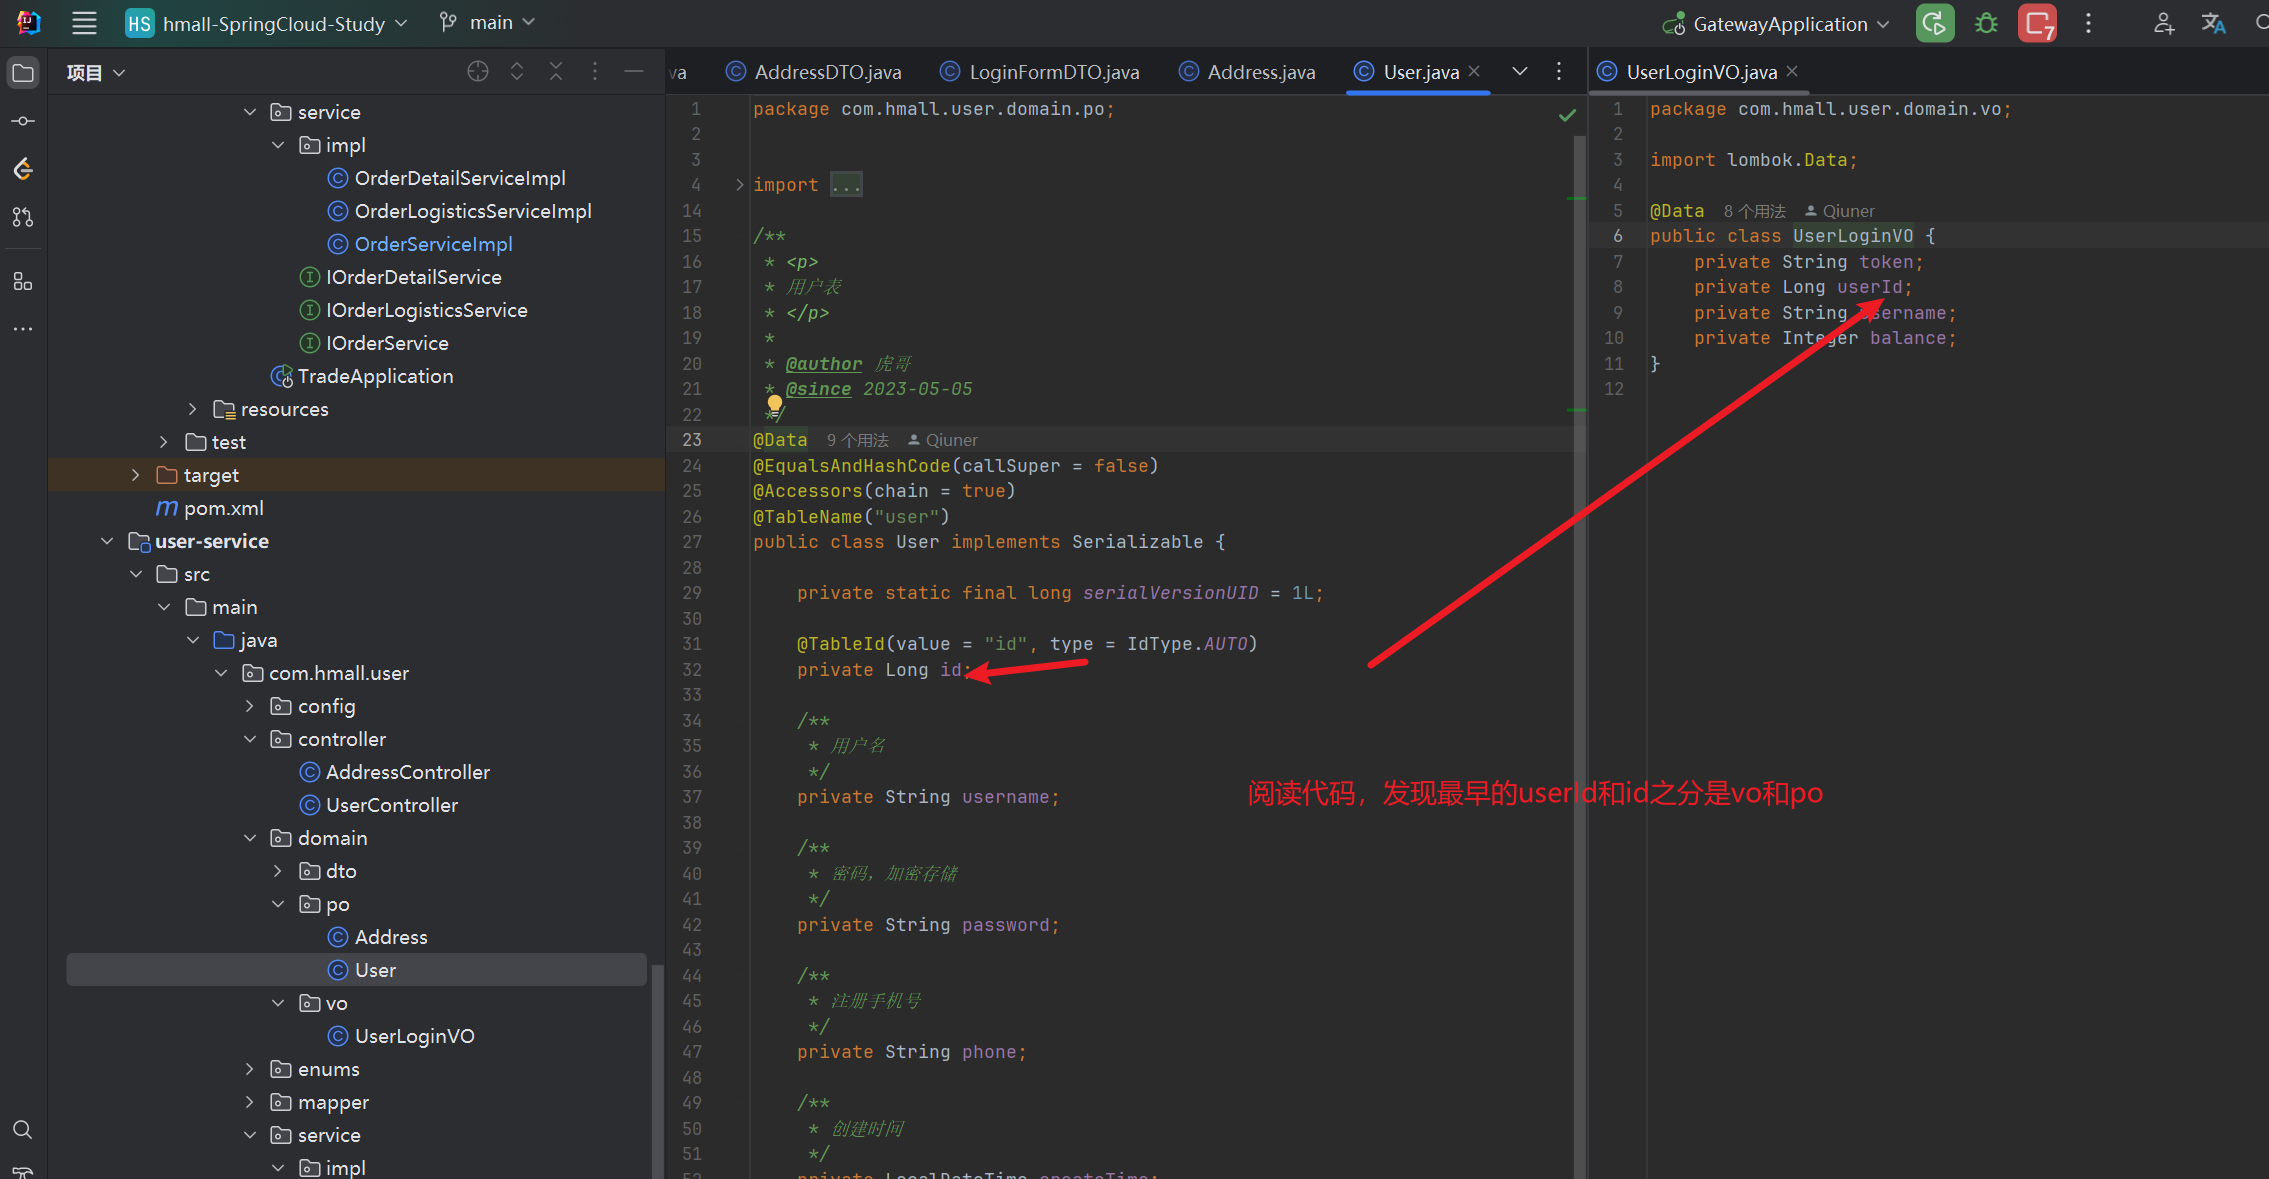 HS hmall-SpringCloud-Study main GatewayApplication 7
项目
service
impl
OrderDetailServiceImpl
OrderLogisticsServiceImpl
OrderServiceImpl
IOrderDetailService
IOrderLogisticsService
IOrderService
TradeApplication
resources
test
target
pom.xml
user-service
src
main
java
com.hmall.user
config
controller
AddressController
UserController
domain
dto
po
Address
User
vo
UserLoginVO
enums
mapper
service
impl
va AddressDTO.java LoginFormDTO.java Address.java User.java
1 package com.hmall.user.domain.po;
2
3
4 import ...
14
15 /**
16 * <p>
17 * 用户表
18 * </p>
19 *
20 * @author 虎哥
21 * @since 2023-05-05
22 */
23 @Data 9 个用法 Qiuner
24 @EqualsAndHashCode(callSuper = false)
25 @Accessors(chain = true)
26 @TableName("user")
27 public class User implements Serializable {
28
29 private static final long serialVersionUID = 1L;
30
31 @TableId(value = "id", type = IdType.AUTO)
32 private Long id;
33
34 /**
35 * 用户名
36 */
37 private String username;
38
39 /**
40 * 密码，加密存储
41 */
42 private String password;
43
44 /**
45 * 注册手机号
46 */
47 private String phone;
48
49 /**
50 * 创建时间
51 */
52 private LocalDateTime createTime;
阅读代码，发现最早的userId和id之分是vo和po
UserLoginVO.java
1 package com.hmall.user.domain.vo;
2
3 import lombok.Data;
4
5 @Data 8 个用法 Qiuner
6 public class UserLoginVO {
7 private String token;
8 private Long userId;
9 private String username;
10 private Integer balance;
11 }
12